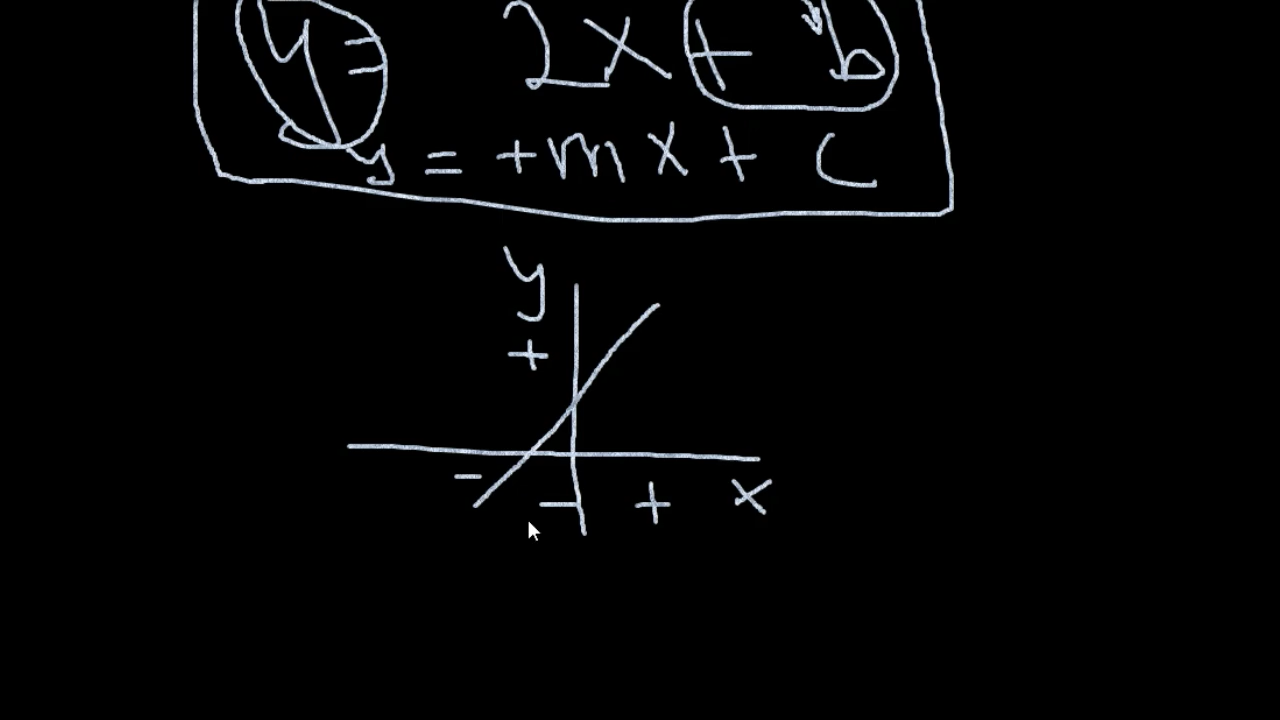 y = 2x + b
y = +mx + c
y
+
- - + x